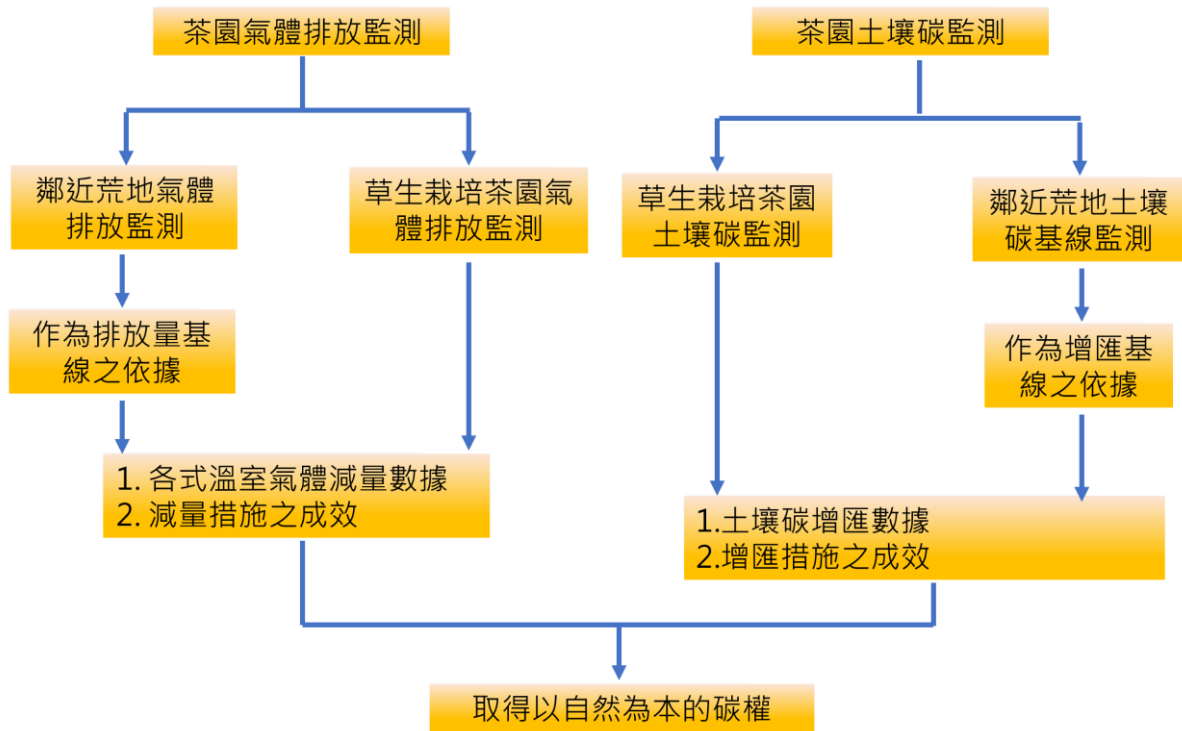 茶園氣體排放監測
茶園土壤碳監測
鄰近荒地氣體
排放監測
草生栽培茶園氣
體排放監測
草生栽培茶園
土壤碳監測
鄰近荒地土壤
碳基線監測
作為排放量基
線之依據
作為增匯基
線之依據
1. 各式溫室氣體減量數據
2. 減量措施之成效
1.土壤碳增匯數據
2.增匯措施之成效
取得以自然為本的碳權